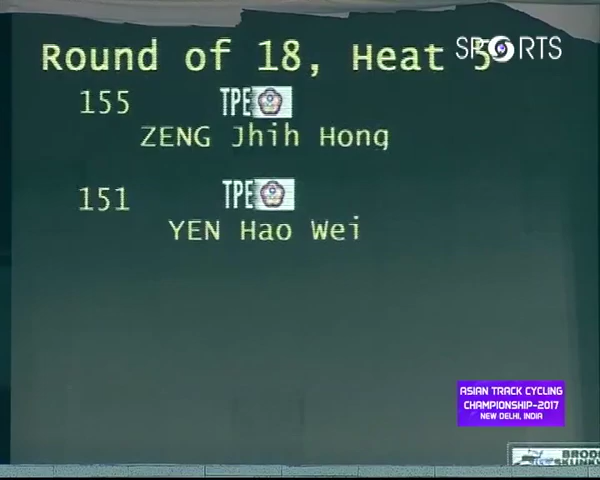 Round of 18, Heat 5
SPORTS
155 TPE
ZENG Jhih Hong
151 TPE
YEN Hao Wei
ASIAN TRACK CYCLING
CHAMPIONSHIP-2017
NEW DELHI, INDIA